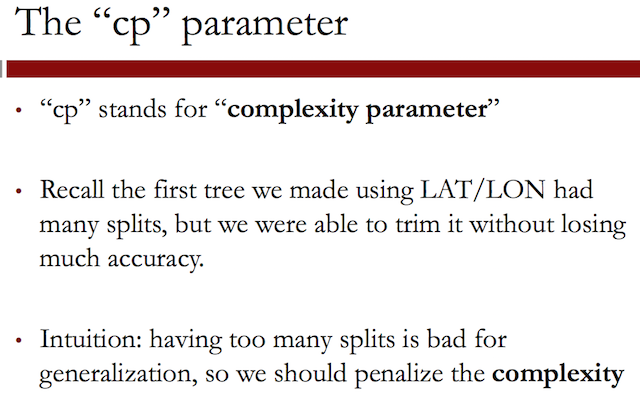 The “cp” parameter
• “cp” stands for “complexity parameter”
• Recall the first tree we made using LAT/LON had
many splits, but we were able to trim it without losing
much accuracy.
• Intuition: having too many splits is bad for
generalization, so we should penalize the complexity